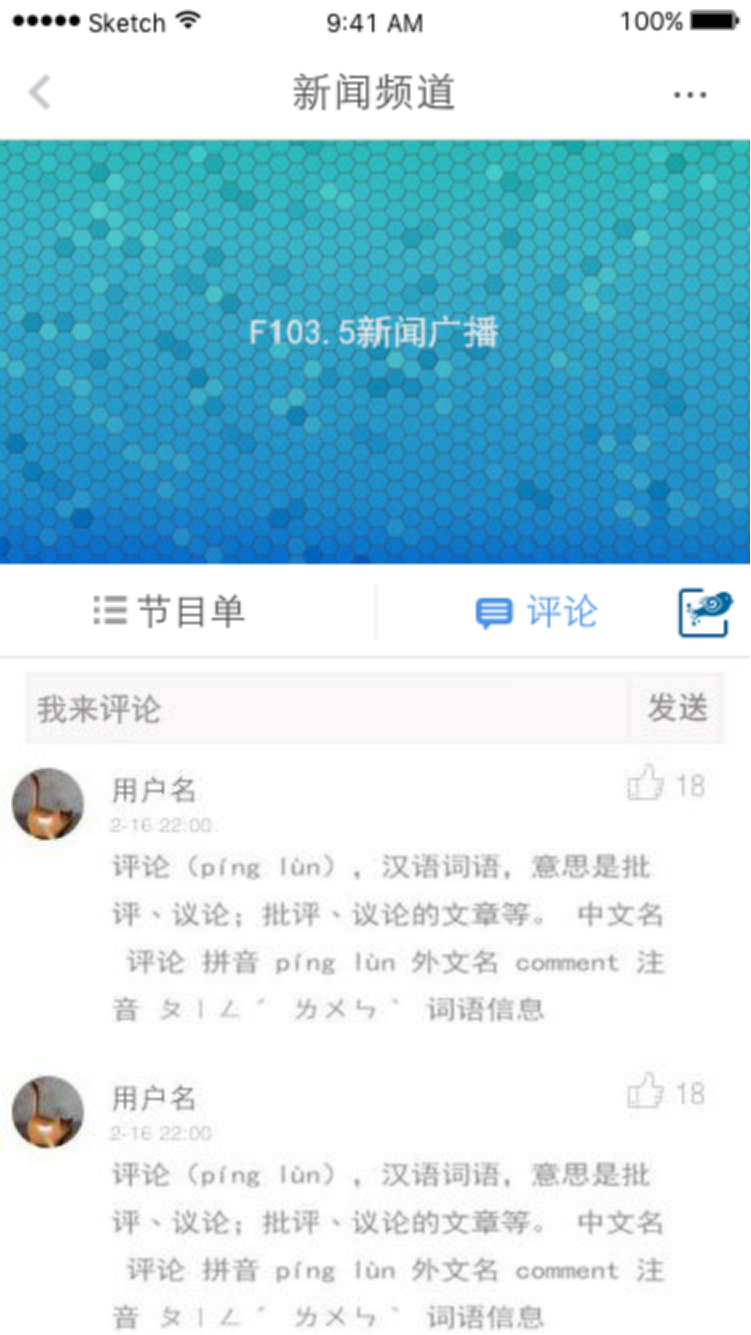 Sketch 9:41 AM 100%
新闻频道
F103.5新闻广播
节目单 评论
我来评论 发送
用户名 18
2-16 22:00
评论（píng lùn），汉语词语，意思是批
评、议论；批评、议论的文章等。 中文名
评论 拼音 píng lùn 外文名 comment 注
音 ㄆㄧㄥˊ ㄌㄨㄣˋ 词语信息
用户名 18
2-16 22:00
评论（píng lùn），汉语词语，意思是批
评、议论；批评、议论的文章等。 中文名
评论 拼音 píng lùn 外文名 comment 注
音 ㄆㄧㄥˊ ㄌㄨㄣˋ 词语信息